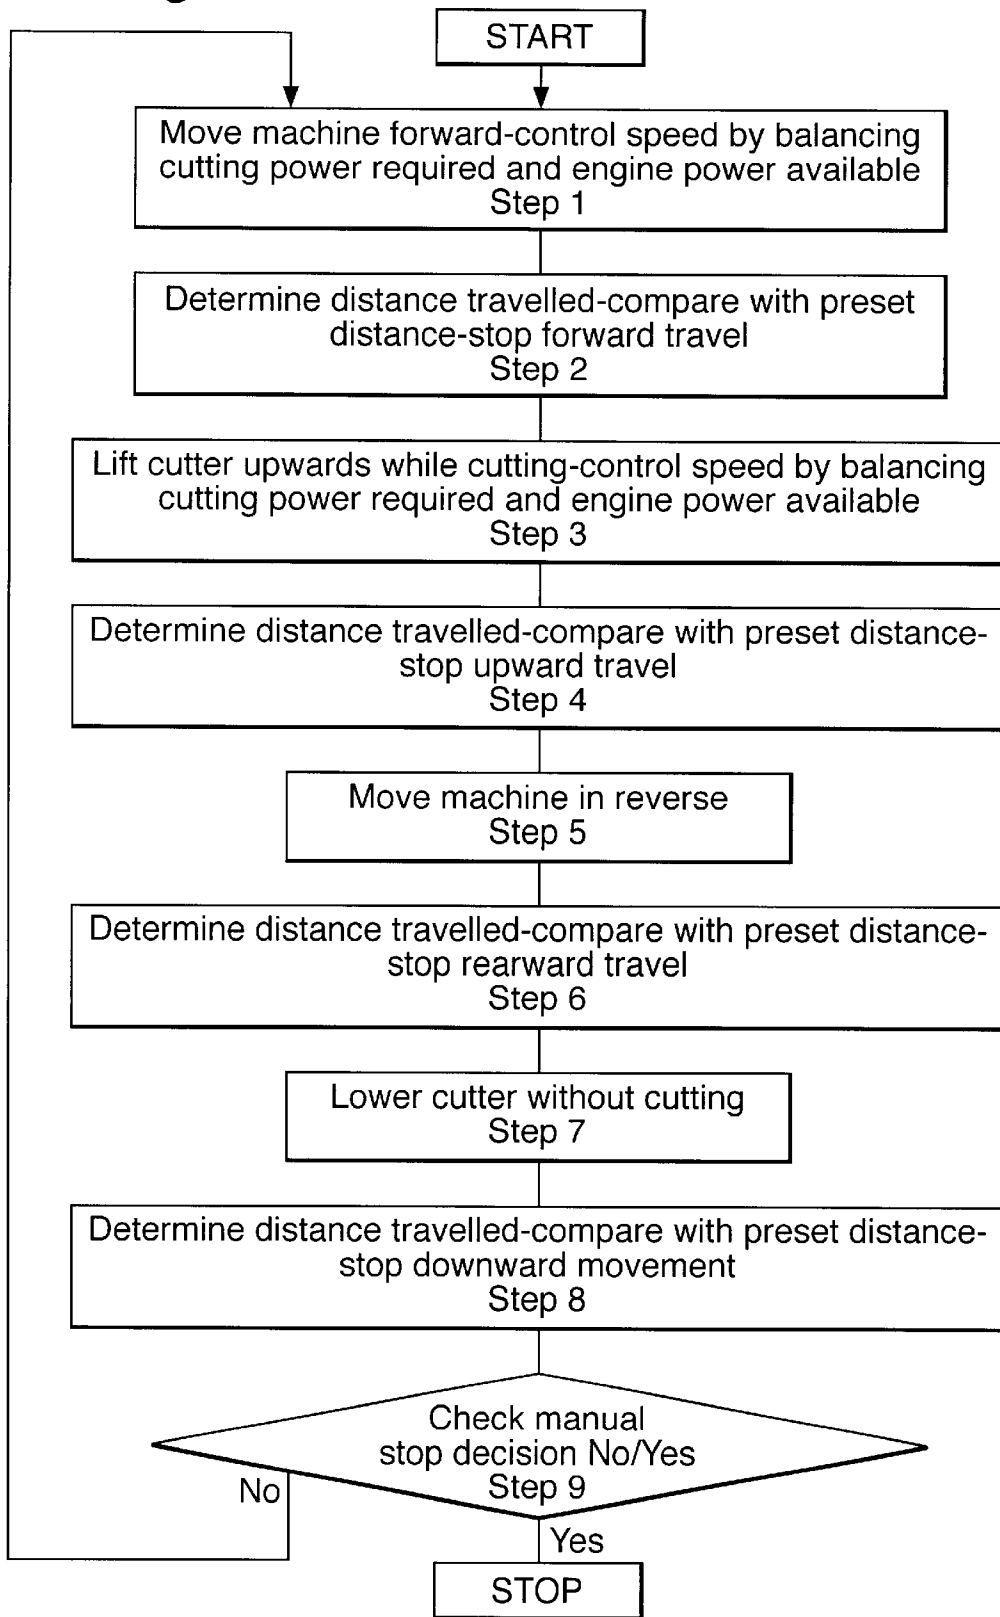 START
Move machine forward-control speed by balancing
cutting power required and engine power available
Step 1
Determine distance travelled-compare with preset
distance-stop forward travel
Step 2
Lift cutter upwards while cutting-control speed by balancing
cutting power required and engine power available
Step 3
Determine distance travelled-compare with preset distance-
stop upward travel
Step 4
Move machine in reverse
Step 5
Determine distance travelled-compare with preset distance-
stop rearward travel
Step 6
Lower cutter without cutting
Step 7
Determine distance travelled-compare with preset distance-
stop downward movement
Step 8
Check manual
stop decision No/Yes
Step 9
No
Yes
STOP